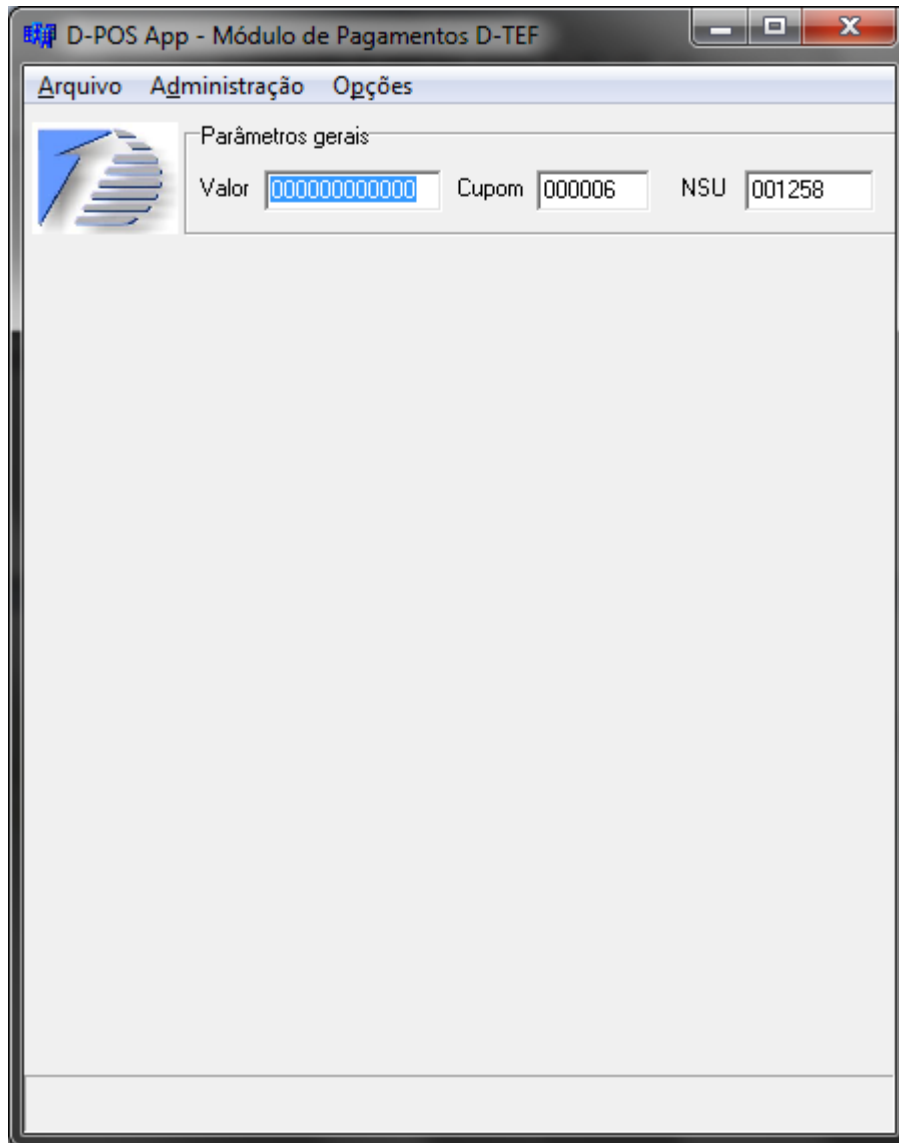 D-POS App - Módulo de Pagamentos D-TEF
Arquivo Administração Opções
Parâmetros gerais
Valor 000000000000 Cupom 000006 NSU 001258